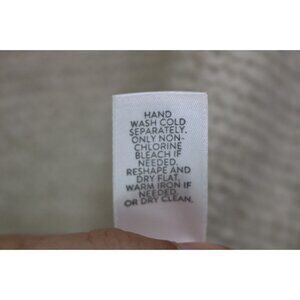 HAND
WASH COLD
SEPARATELY.
ONLY NON-
CHLORINE
BLEACH IF
NEEDED.
RESHAPE AND
DRY FLAT.
WARM IRON IF
NEEDED
OR DRY CLEAN.